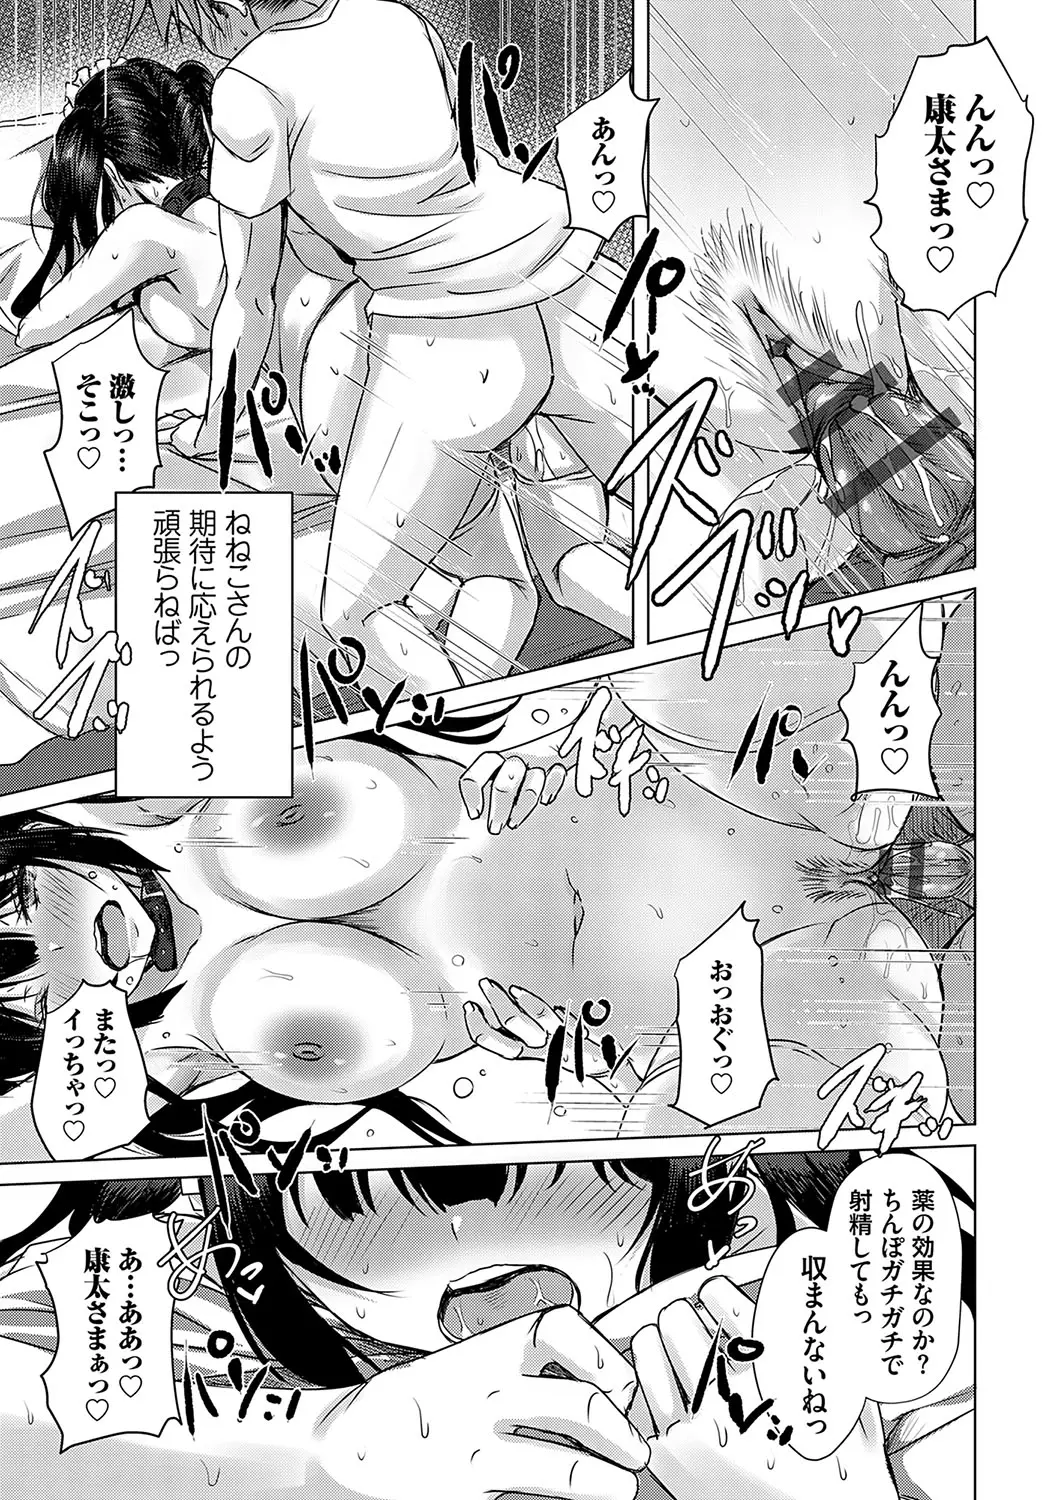 んんっ♡
康太さまっ♡
あんっ♡
激しっ…
そこっ♡
ねねこさんの
期待に応えられるよう
頑張らねばっ
んんっ♡
おっおぐっ♡
またっ♡
イっちゃっ♡
薬の効果なのか？
ちんぽガチガチで
射精してもっ
収まんないねっ
あ…ああっ♡
康太さまぁっ♡